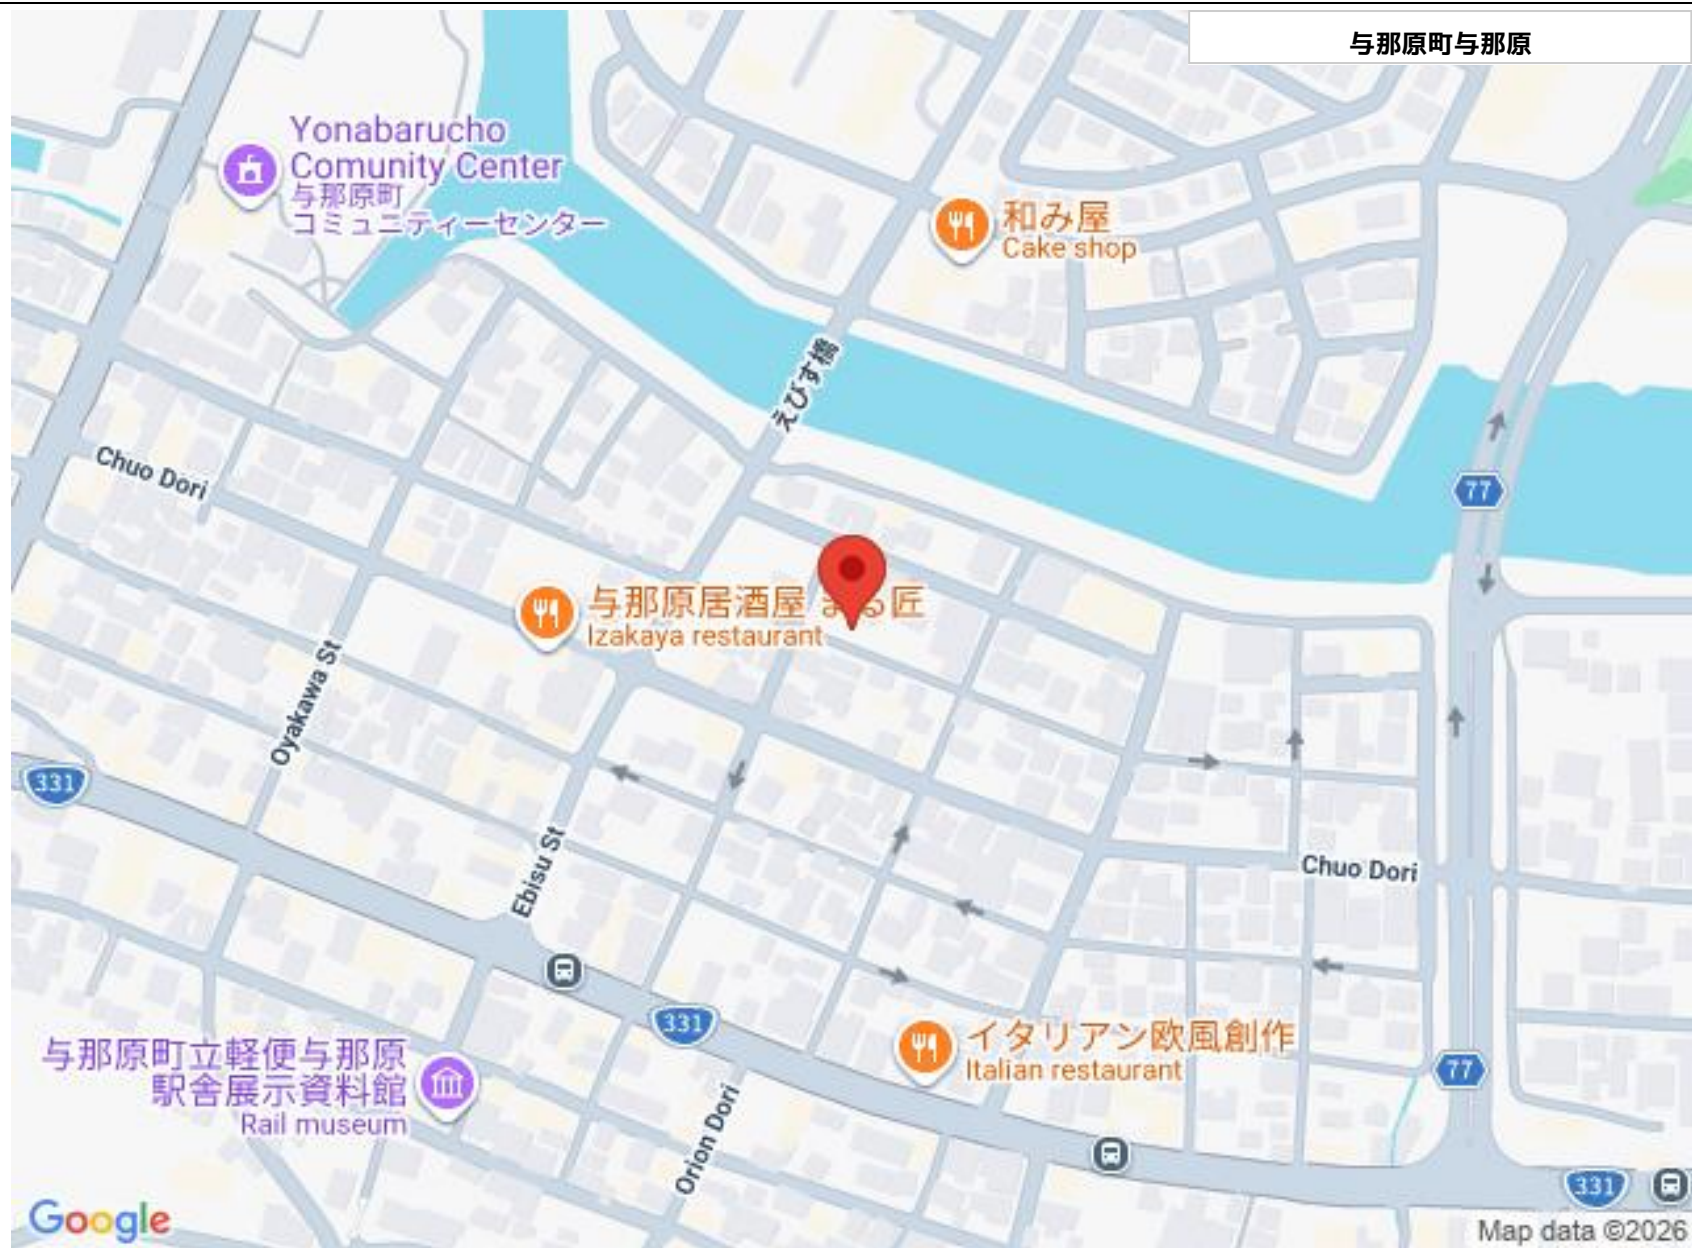 与那原町与那原
Yonabarucho
Comunity Center
与那原町
コミュニティーセンター
和み屋
Cake shop
えびす橋
Chuo Dori
77
与那原居酒屋 まる匠
Izakaya restaurant
Oyakawa St
331
Ebisu St
Chuo Dori
331
イタリアン欧風創作
Italian restaurant
77
与那原町立軽便与那原
駅舎展示資料館
Rail museum
Orion Dori
331
Google
Map data ©2026